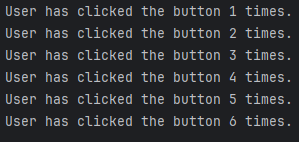 User has clicked the button 1 times.
User has clicked the button 2 times.
User has clicked the button 3 times.
User has clicked the button 4 times.
User has clicked the button 5 times.
User has clicked the button 6 times.